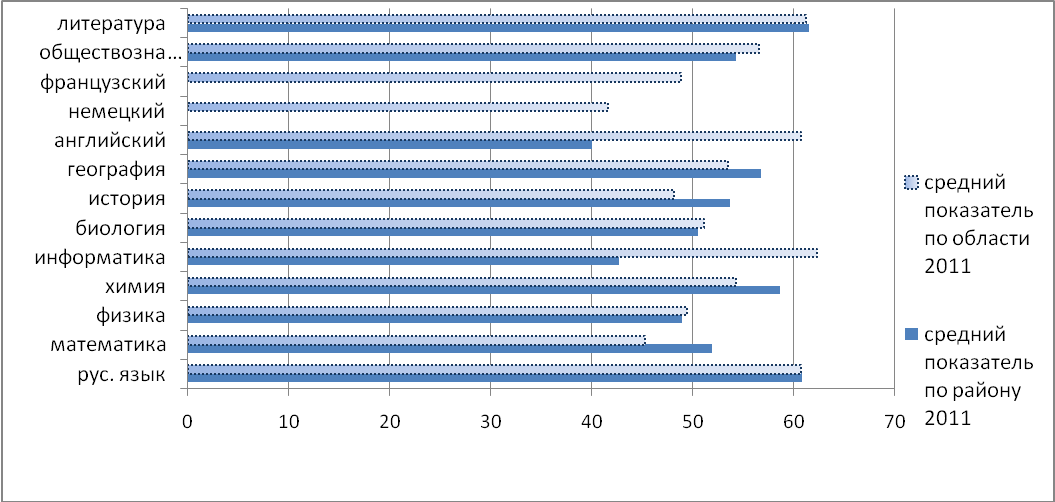 литература
обществозна...
французский
немецкий
английский
география
история
биология
информатика
химия
физика
математика
рус. язык
0 10 20 30 40 50 60 70
средний
показатель
по области
2011
средний
показатель
по району
2011